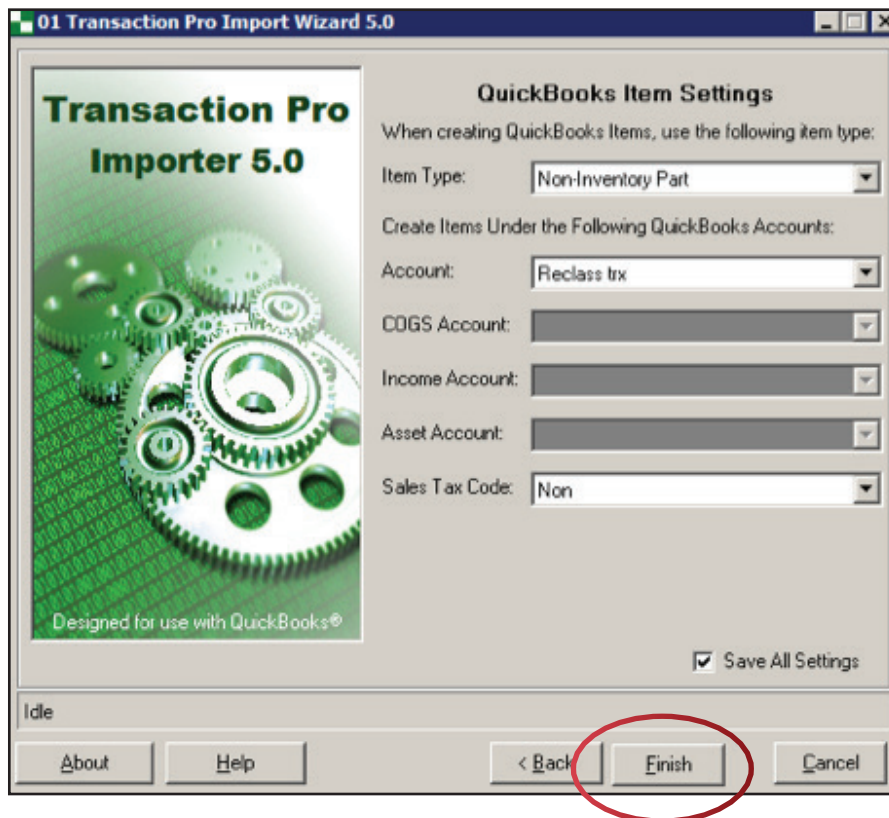 01 Transaction Pro Import Wizard 5.0
Transaction Pro
Importer 5.0
Designed for use with QuickBooks®
QuickBooks Item Settings
When creating QuickBooks Items, use the following item type:
Item Type: Non-Inventory Part
Create Items Under the Following QuickBooks Accounts:
Account: Reclass trx
COGS Account:
Income Account:
Asset Account:
Sales Tax Code: Non
Save All Settings
Idle
About Help < Back Finish Cancel